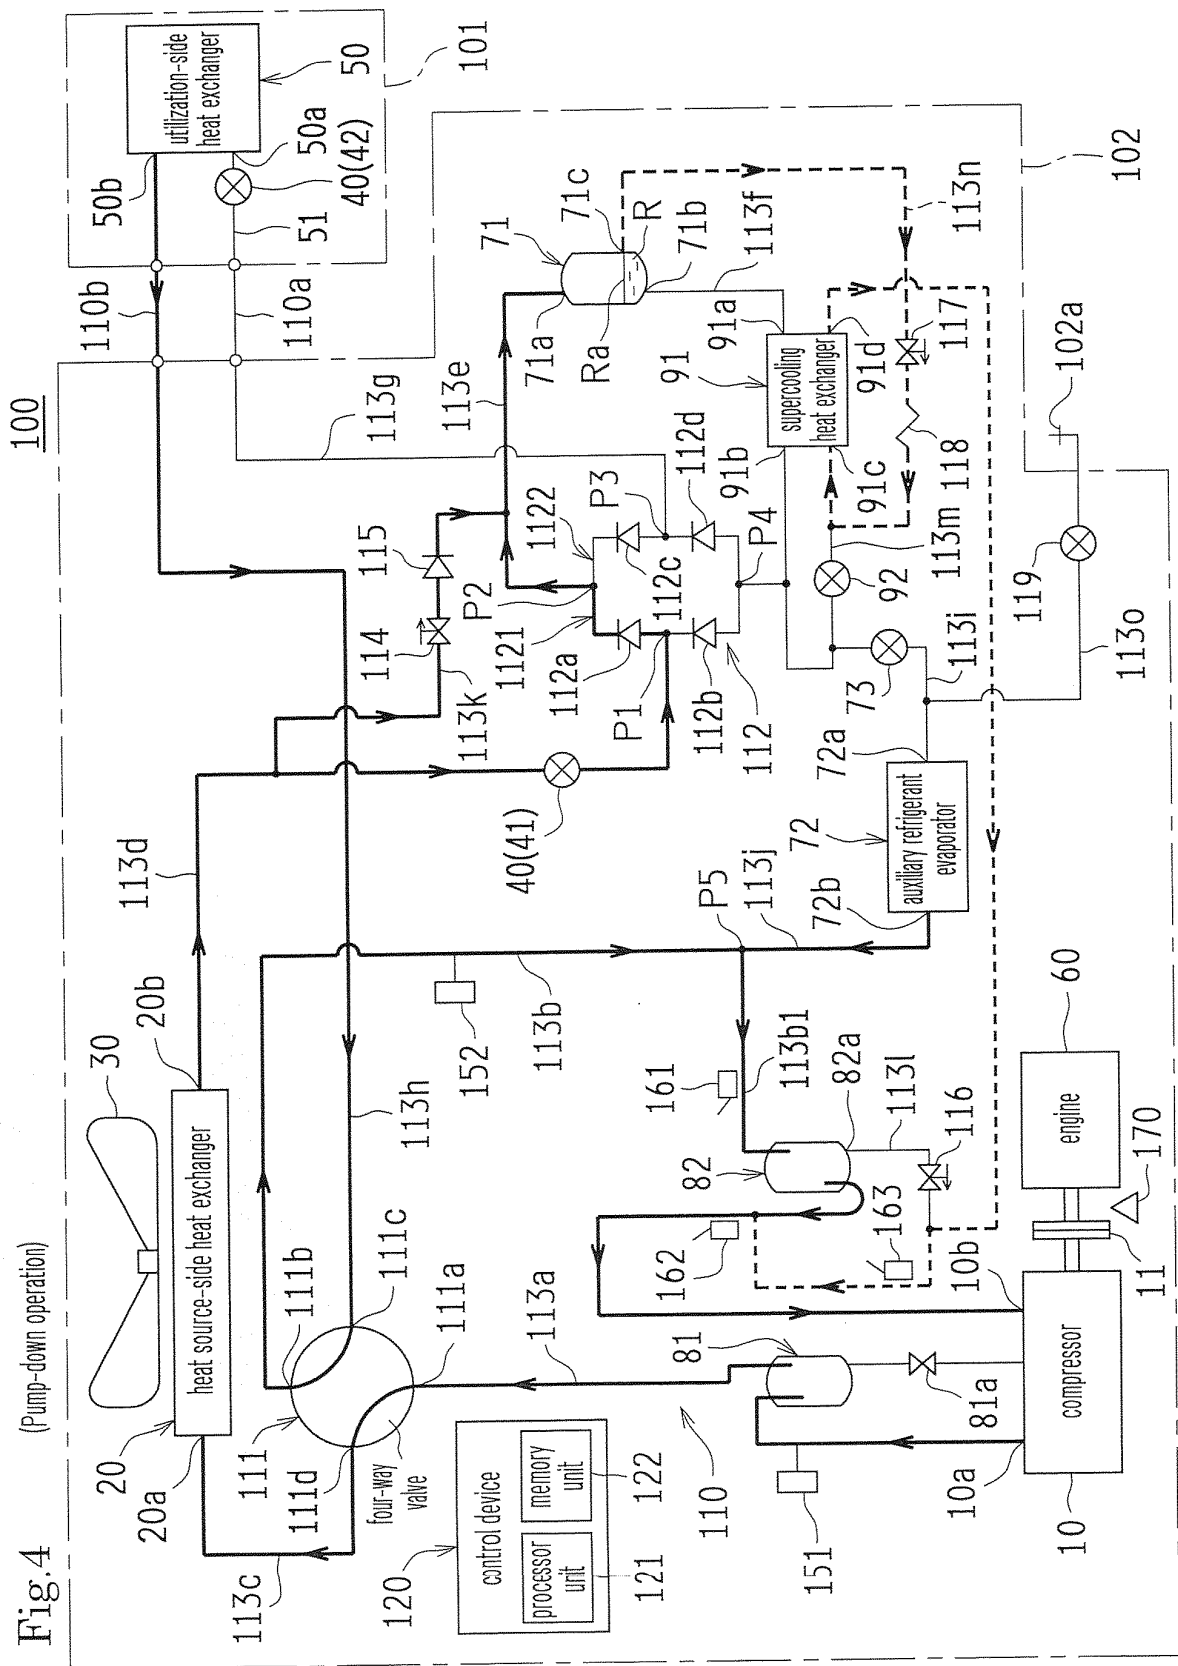 Fig.4
(Pump-down operation)
100
30
20
20a
20b
heat source-side heat exchanger
113c
113d
111
111a
111b
111c
111d
four-way
valve
113h
110b
110a
50b
50a
utilization-side
heat exchanger
50
51
40(42)
101
113g
113e
113k
114
115
40(41)
P1
P2
P3
P4
1121
1122
112a
112b
112c
112d
112
71
71a
71b
71c
R
Ra
113f
113n
102
91
91a
91b
91c
91d
supercooling
heat exchanger
117
118
113m
92
73
113i
102a
119
113o
72
72a
72b
auxiliary refrigerant
evaporator
113j
P5
113b
152
113b1
161
82
82a
113l
116
162
163
120
control device
processor
unit
memory
unit
121
122
110
113a
81
81a
151
10a
10b
10
compressor
11
170
engine
60